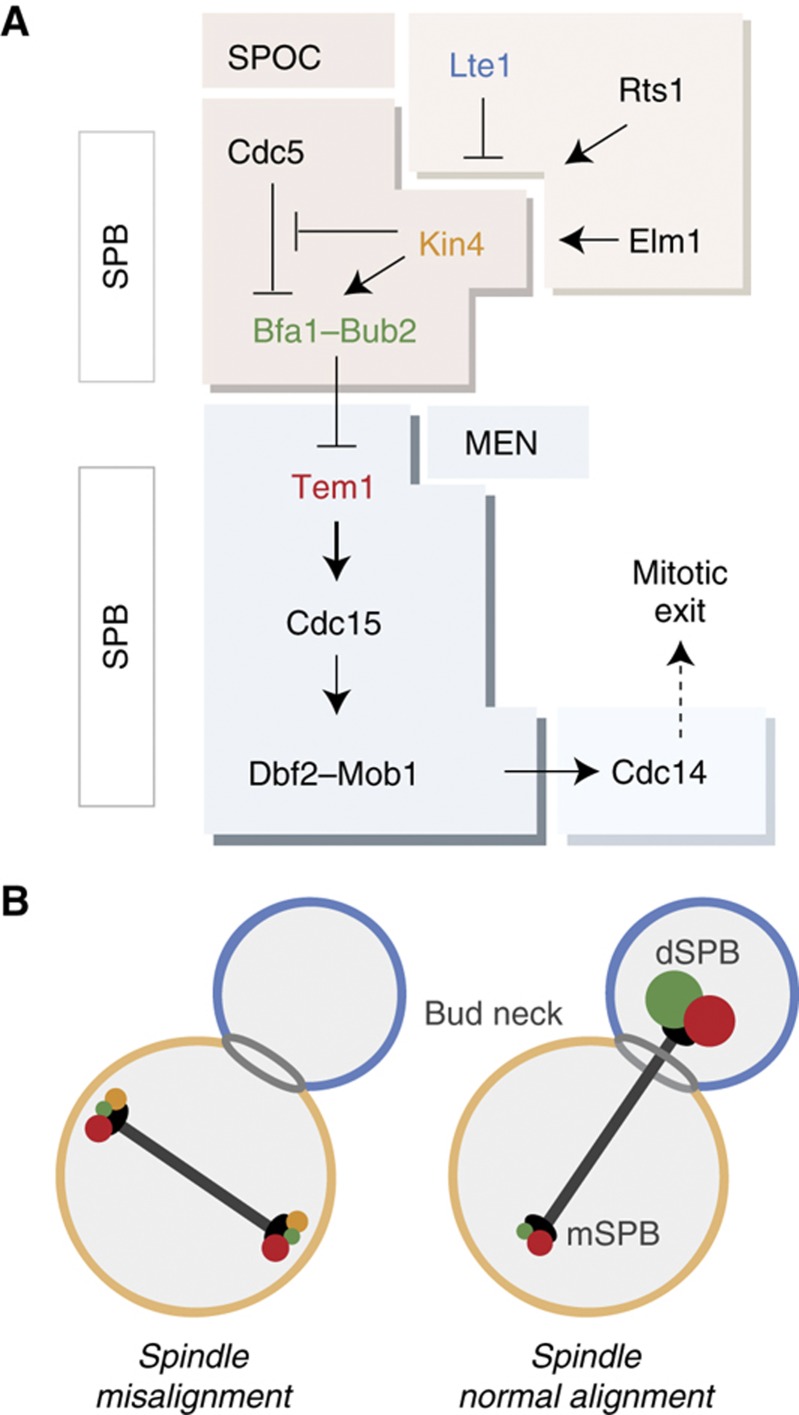 A
SPOC
Lte1
Rts1
Cdc5
SPB
Kin4
Elm1
Bfa1–Bub2
MEN
Tem1
Mitotic
exit
SPB
Cdc15
Dbf2–Mob1
Cdc14
B
dSPB
Bud neck
mSPB
Spindle
misalignment
Spindle
normal alignment